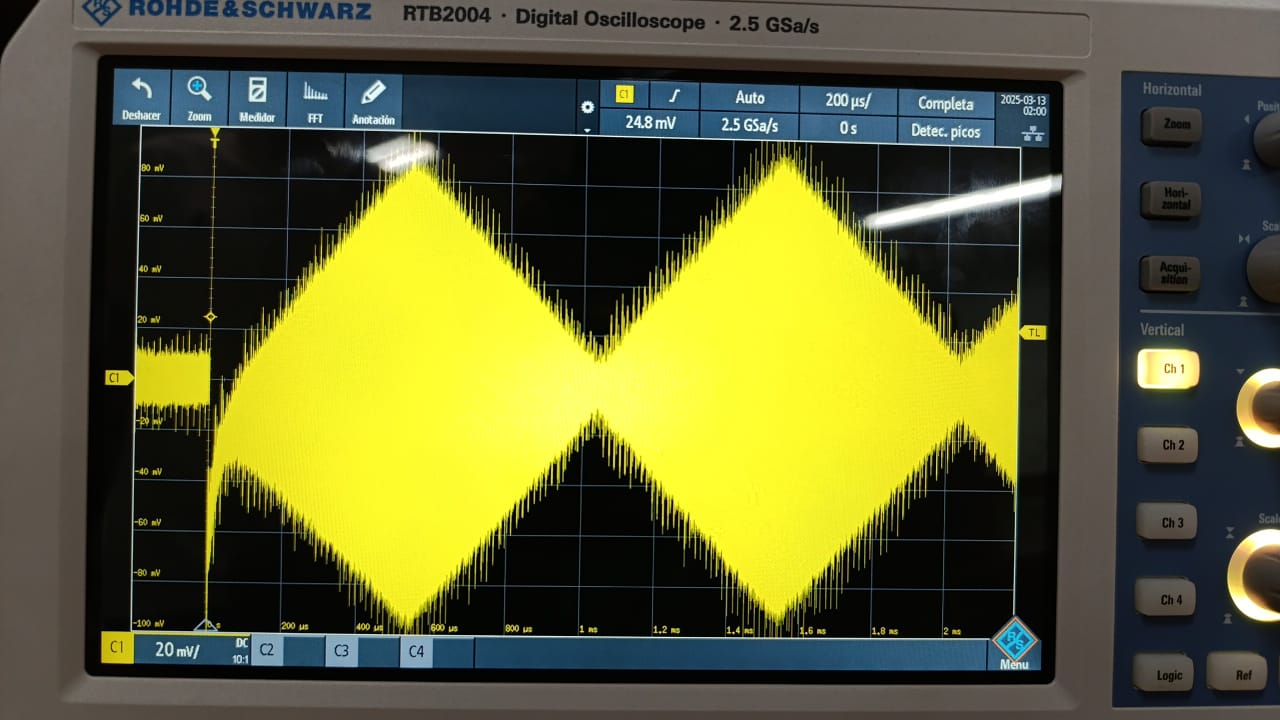 ROHDE&SCHWARZ RTB2004 · Digital Oscilloscope · 2.5 GSa/s
Deshacer
Zoom
Medidor
FFT
Anotación
C1
Auto
200 µs/
Completa
2025-03-13
02:00
24.8 mV
2.5 GSa/s
0 s
Detec. picos
T
80 mV
60 mV
40 mV
20 mV
C1
TL
-20 mV
-40 mV
-60 mV
-80 mV
-100 mV
200 µs
400 µs
600 µs
800 µs
1 ms
1.2 ms
1.4 ms
1.6 ms
1.8 ms
2 ms
C1
20 mV/
DC
10:1
C2
C3
C4
R&S
Menu
Horizontal
Zoom
Hori-
zontal
Acqui-
sition
Vertical
Ch 1
Ch 2
Ch 3
Ch 4
Logic
Ref